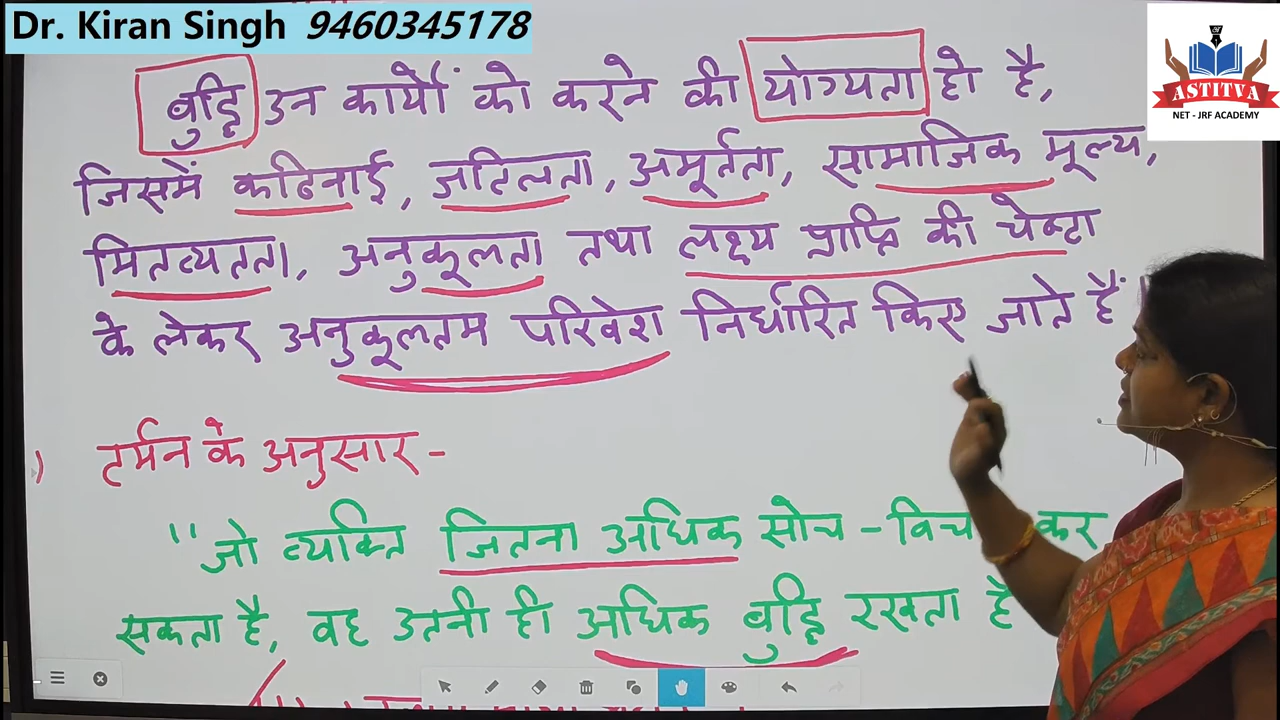 Dr. Kiran Singh 9460345178
ASTITVA
NET - JRF ACADEMY
बुद्धि उन कार्यों को करने की योग्यता हो है,
जिसमें कठिनाई, जटिलता, अमूर्तता, सामाजिक मूल्य,
मितव्यतता, अनुकूलता तथा लक्ष्य प्राप्ति की चेष्टा
के लेकर अनुकूलतम परिवेश निर्धारित किए जाते हैं
1) टर्मन के अनुसार -
"जो व्यक्ति जितना अधिक सोच - विच कर
सकता है, वह उतनी ही अधिक बुद्धि रखता है